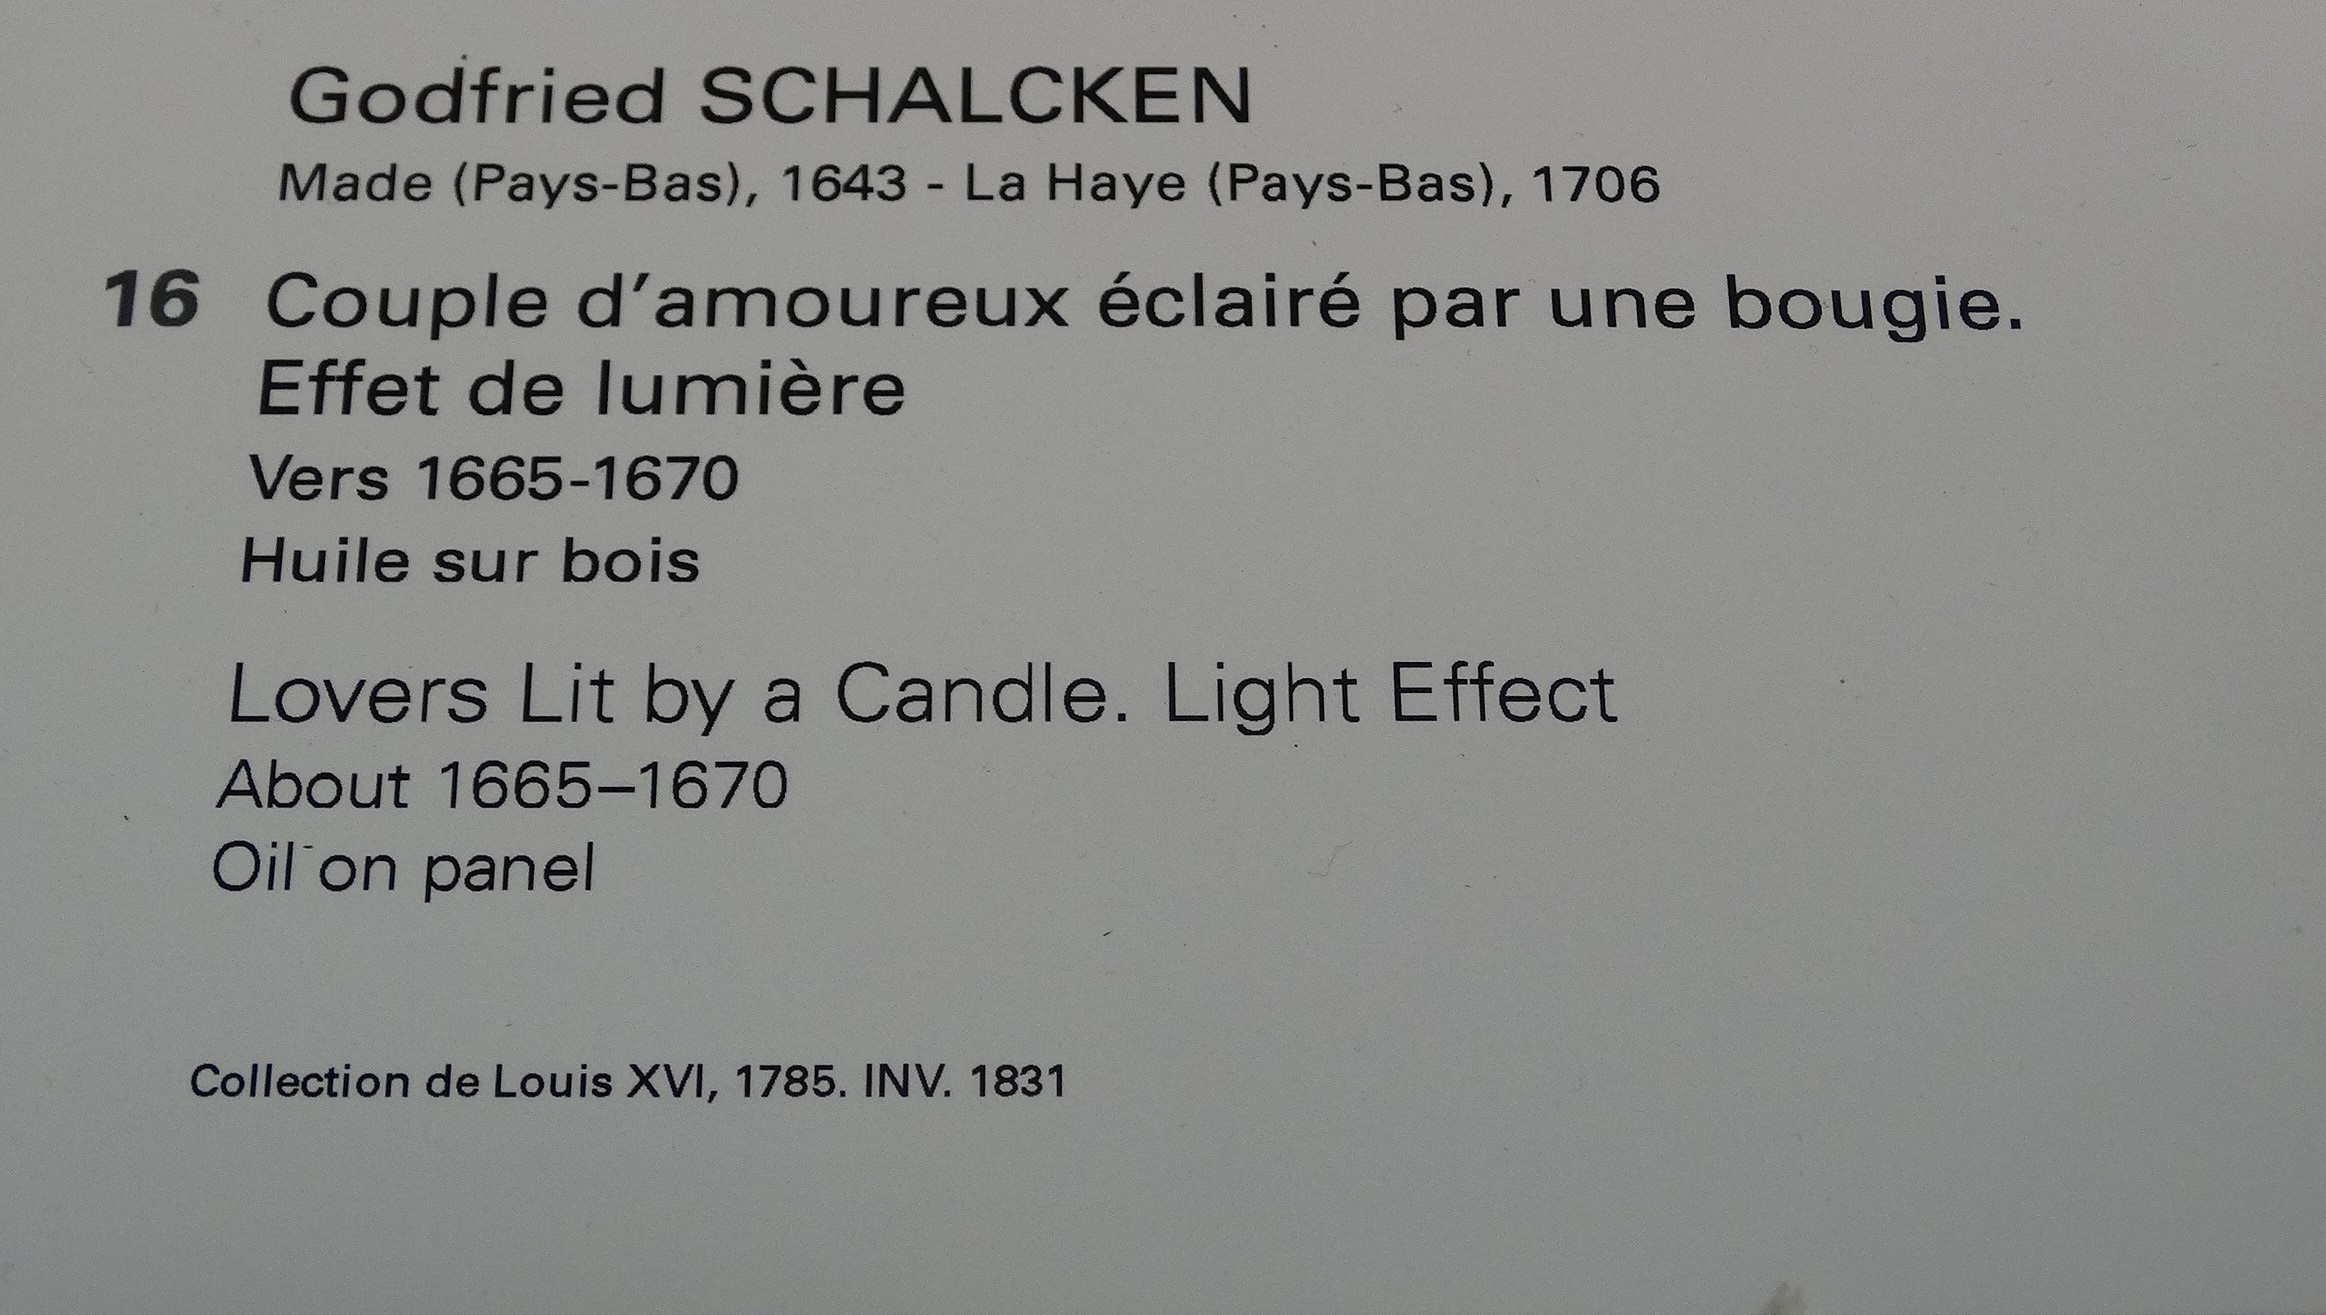 Godfried SCHALCKEN
Made (Pays-Bas), 1643 - La Haye (Pays-Bas), 1706
16 Couple d’amoureux éclairé par une bougie.
Effet de lumière
Vers 1665-1670
Huile sur bois
Lovers Lit by a Candle. Light Effect
About 1665–1670
Oil on panel
Collection de Louis XVI, 1785. INV. 1831